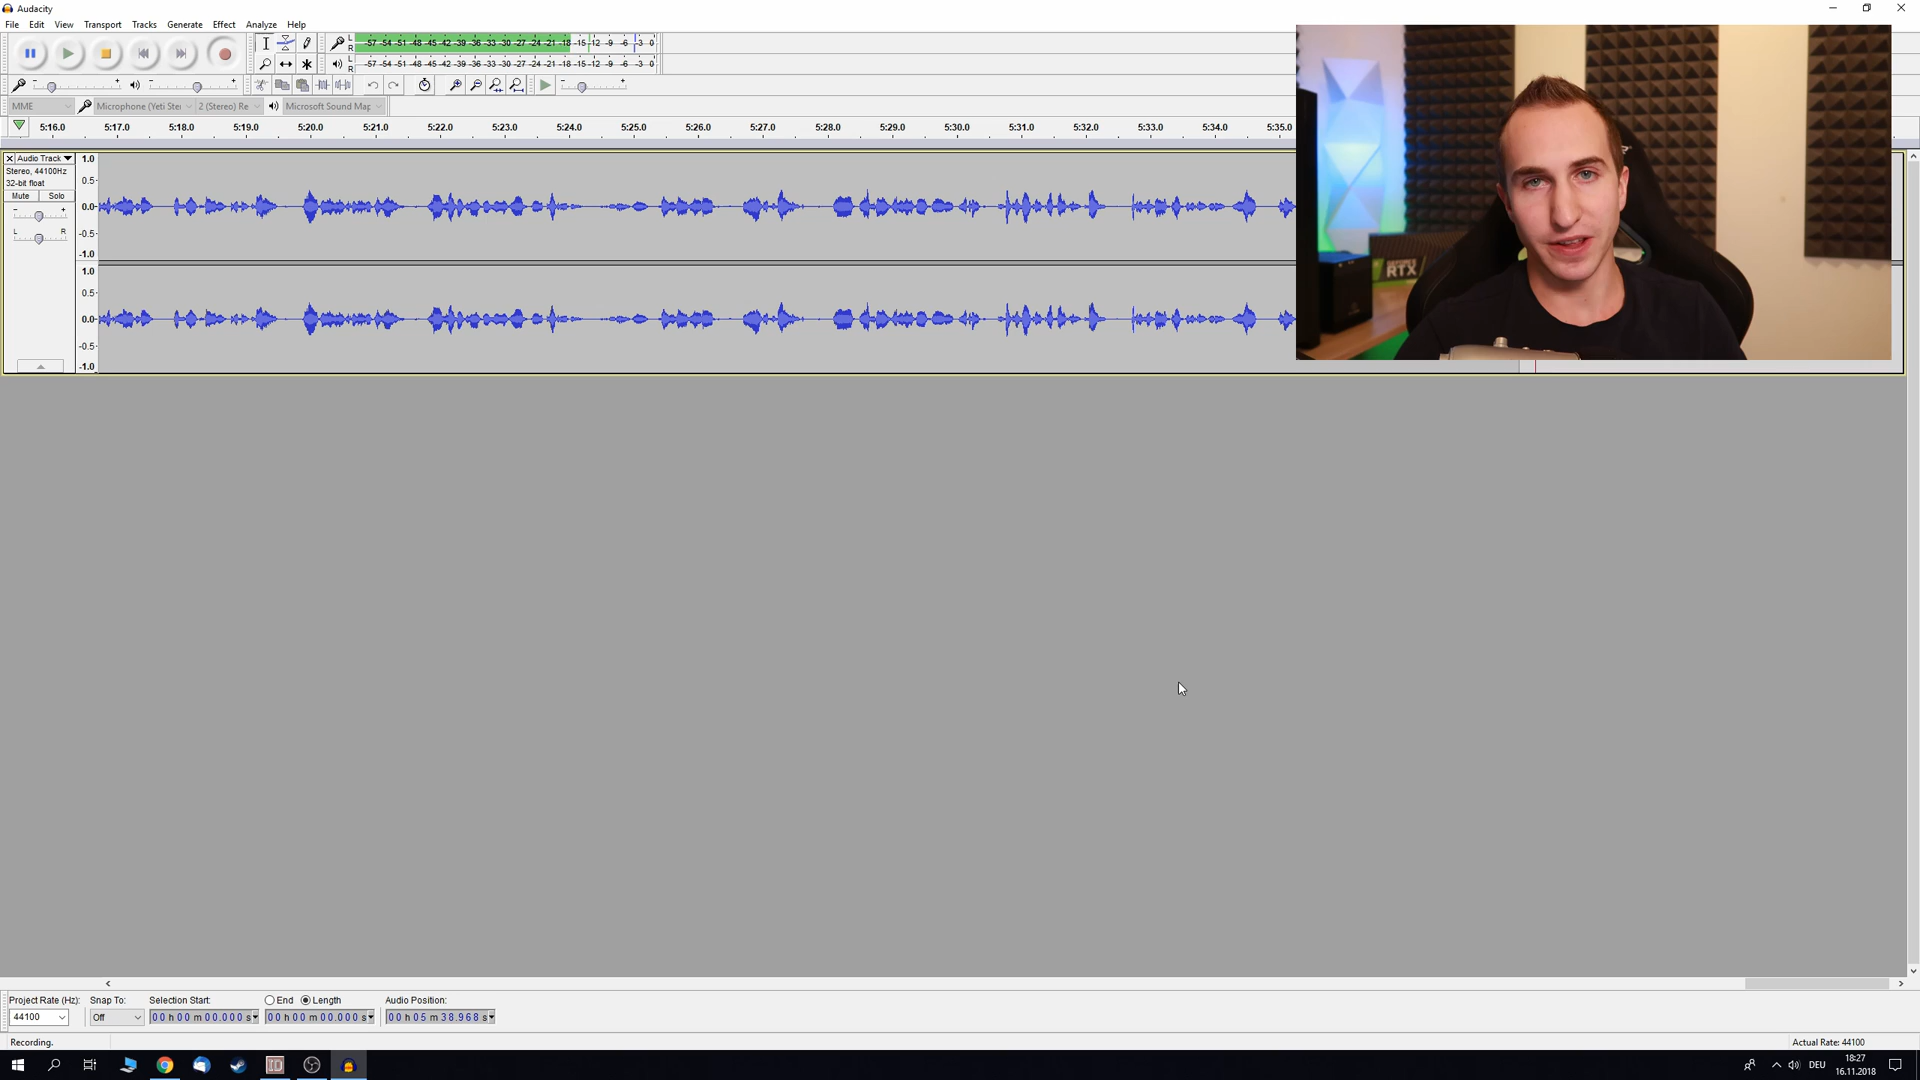 Audacity
File Edit View Transport Tracks Generate Effect Analyze Help
L R -57 -54 -51 -48 -45 -42 -39 -36 -33 -30 -27 -24 -21 -18 -15 -12 -9 -6 -3 0
L R -57 -54 -51 -48 -45 -42 -39 -36 -33 -30 -27 -24 -21 -18 -15 -12 -9 -6 -3 0
MME Microphone (Yeti Ste 2 (Stereo) Re Microsoft Sound Map
5:16.0 5:17.0 5:18.0 5:19.0 5:20.0 5:21.0 5:22.0 5:23.0 5:24.0 5:25.0 5:26.0 5:27.0 5:28.0 5:29.0 5:30.0 5:31.0 5:32.0 5:33.0 5:34.0 5:35.0
Audio Track 1.0
Stereo, 44100Hz
32-bit float 0.5
Mute Solo
0.0
L R -0.5
-1.0
1.0
0.5
0.0
-0.5
-1.0
GEFORCE
RTX
Project Rate (Hz): Snap To: Selection Start: End Length Audio Position:
44100 Off 00 h 00 m 00.000 s 00 h 00 m 00.000 s 00 h 05 m 38.968 s
Recording. Actual Rate: 44100
DEU 18:27
16.11.2018